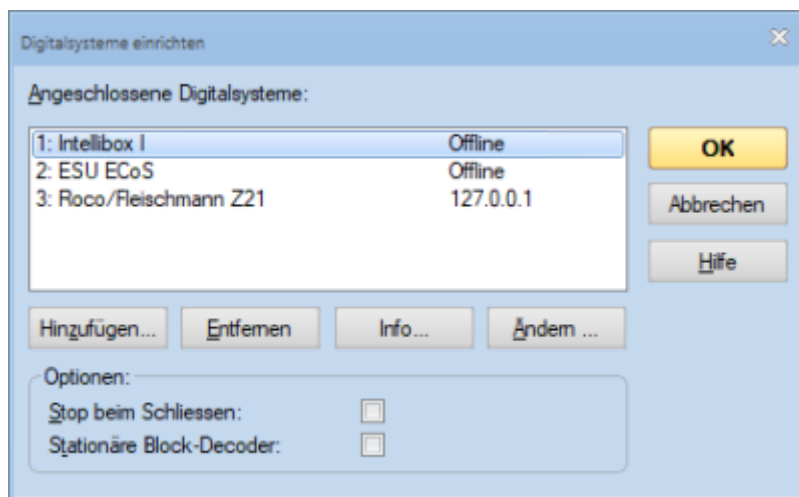 Digitalsysteme einrichten
Angeschlossene Digitalsysteme:
1: Intellibox I Offline
2: ESU ECoS Offline
3: Roco/Fleischmann Z21 127.0.0.1
OK
Abbrechen
Hilfe
Hinzufügen... Entfernen Info... Ändern ...
Optionen:
Stop beim Schliessen:
Stationäre Block-Decoder: